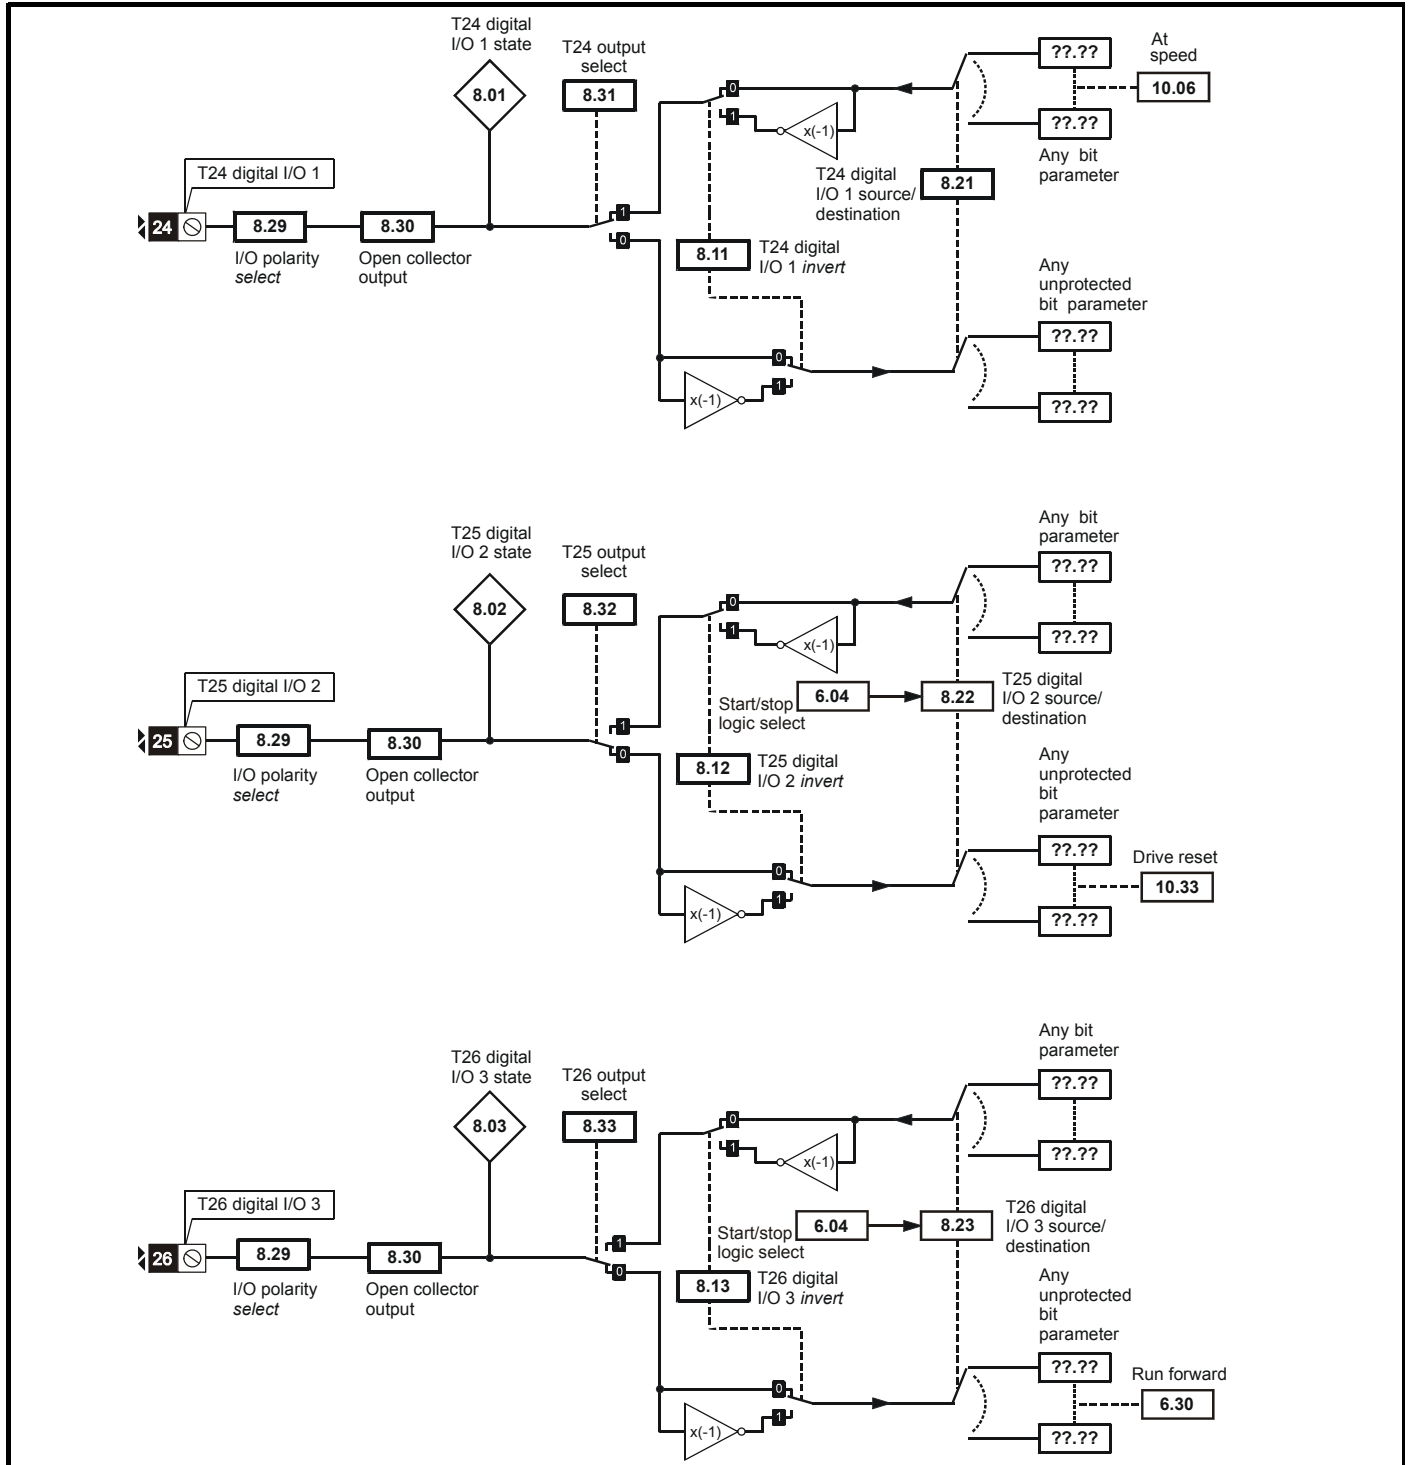 T24 digital
I/O 1 state
8.01
T24 output
select
8.31
0
1
x(-1)
??.??
??.??
At
speed
10.06
Any bit
parameter
T24 digital
I/O 1 source/
destination
8.21
T24 digital I/O 1
24
8.29
I/O polarity
select
8.30
Open collector
output
1
0
8.11
T24 digital
I/O 1 invert
Any
unprotected
bit parameter
??.??
??.??
0
1
x(-1)
T25 digital
I/O 2 state
8.02
T25 output
select
8.32
0
1
x(-1)
Any bit
parameter
??.??
??.??
Start/stop
logic select
6.04
8.22
T25 digital
I/O 2 source/
destination
T25 digital I/O 2
25
8.29
I/O polarity
select
8.30
Open collector
output
1
0
8.12
T25 digital
I/O 2 invert
Any
unprotected
bit
parameter
??.??
??.??
Drive reset
10.33
0
1
x(-1)
T26 digital
I/O 3 state
8.03
T26 output
select
8.33
0
1
x(-1)
Any bit
parameter
??.??
??.??
Start/stop
logic select
6.04
8.23
T26 digital
I/O 3 source/
destination
T26 digital I/O 3
26
8.29
I/O polarity
select
8.30
Open collector
output
1
0
8.13
T26 digital
I/O 3 invert
Any
unprotected
bit
parameter
??.??
??.??
Run forward
6.30
0
1
x(-1)